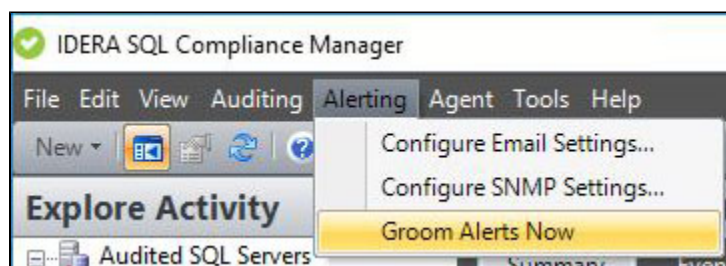 IDERA SQL Compliance Manager
File Edit View Auditing Alerting Agent Tools Help
New
Configure Email Settings...
Configure SNMP Settings...
Explore Activity
Groom Alerts Now
Audited SQL Servers
Summary